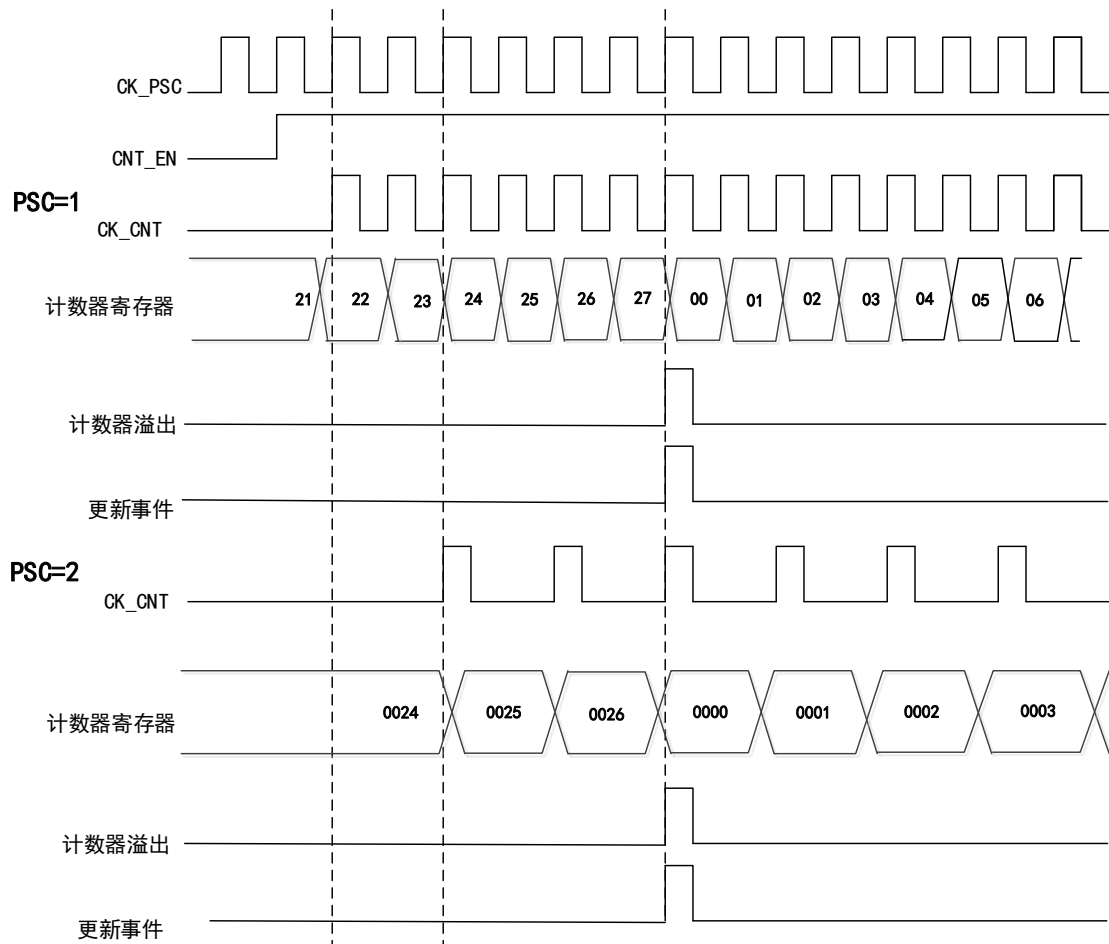 CK_PSC
CNT_EN
PSC=1
CK_CNT
计数器寄存器 21 22 23 24 25 26 27 00 01 02 03 04 05 06
计数器溢出
更新事件
PSC=2
CK_CNT
计数器寄存器 0024 0025 0026 0000 0001 0002 0003
计数器溢出
更新事件